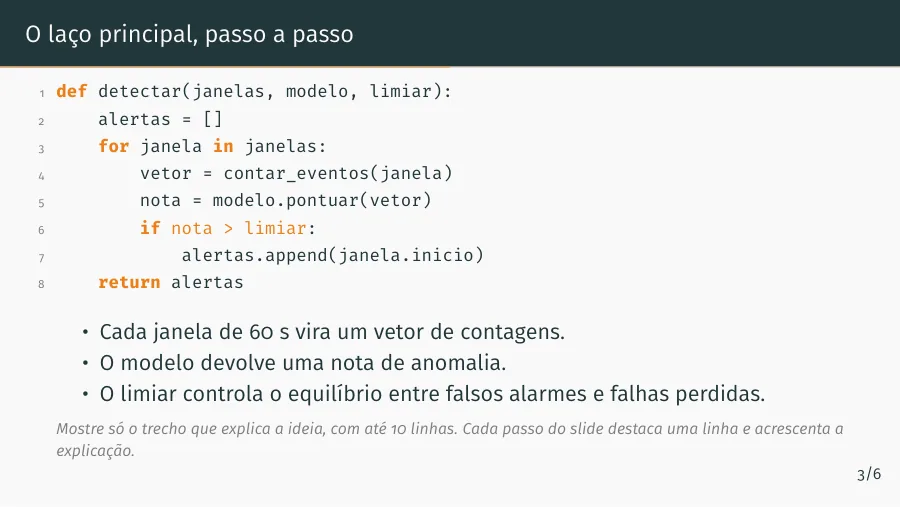 O laço principal, passo a passo
1 def detectar(janelas, modelo, limiar):
2     alertas = []
3     for janela in janelas:
4         vetor = contar_eventos(janela)
5         nota = modelo.pontuar(vetor)
6         if nota > limiar:
7             alertas.append(janela.inicio)
8     return alertas
• Cada janela de 60 s vira um vetor de contagens.
• O modelo devolve uma nota de anomalia.
• O limiar controla o equilíbrio entre falsos alarmes e falhas perdidas.
Mostre só o trecho que explica a ideia, com até 10 linhas. Cada passo do slide destaca uma linha e acrescenta a
explicação.
3/6